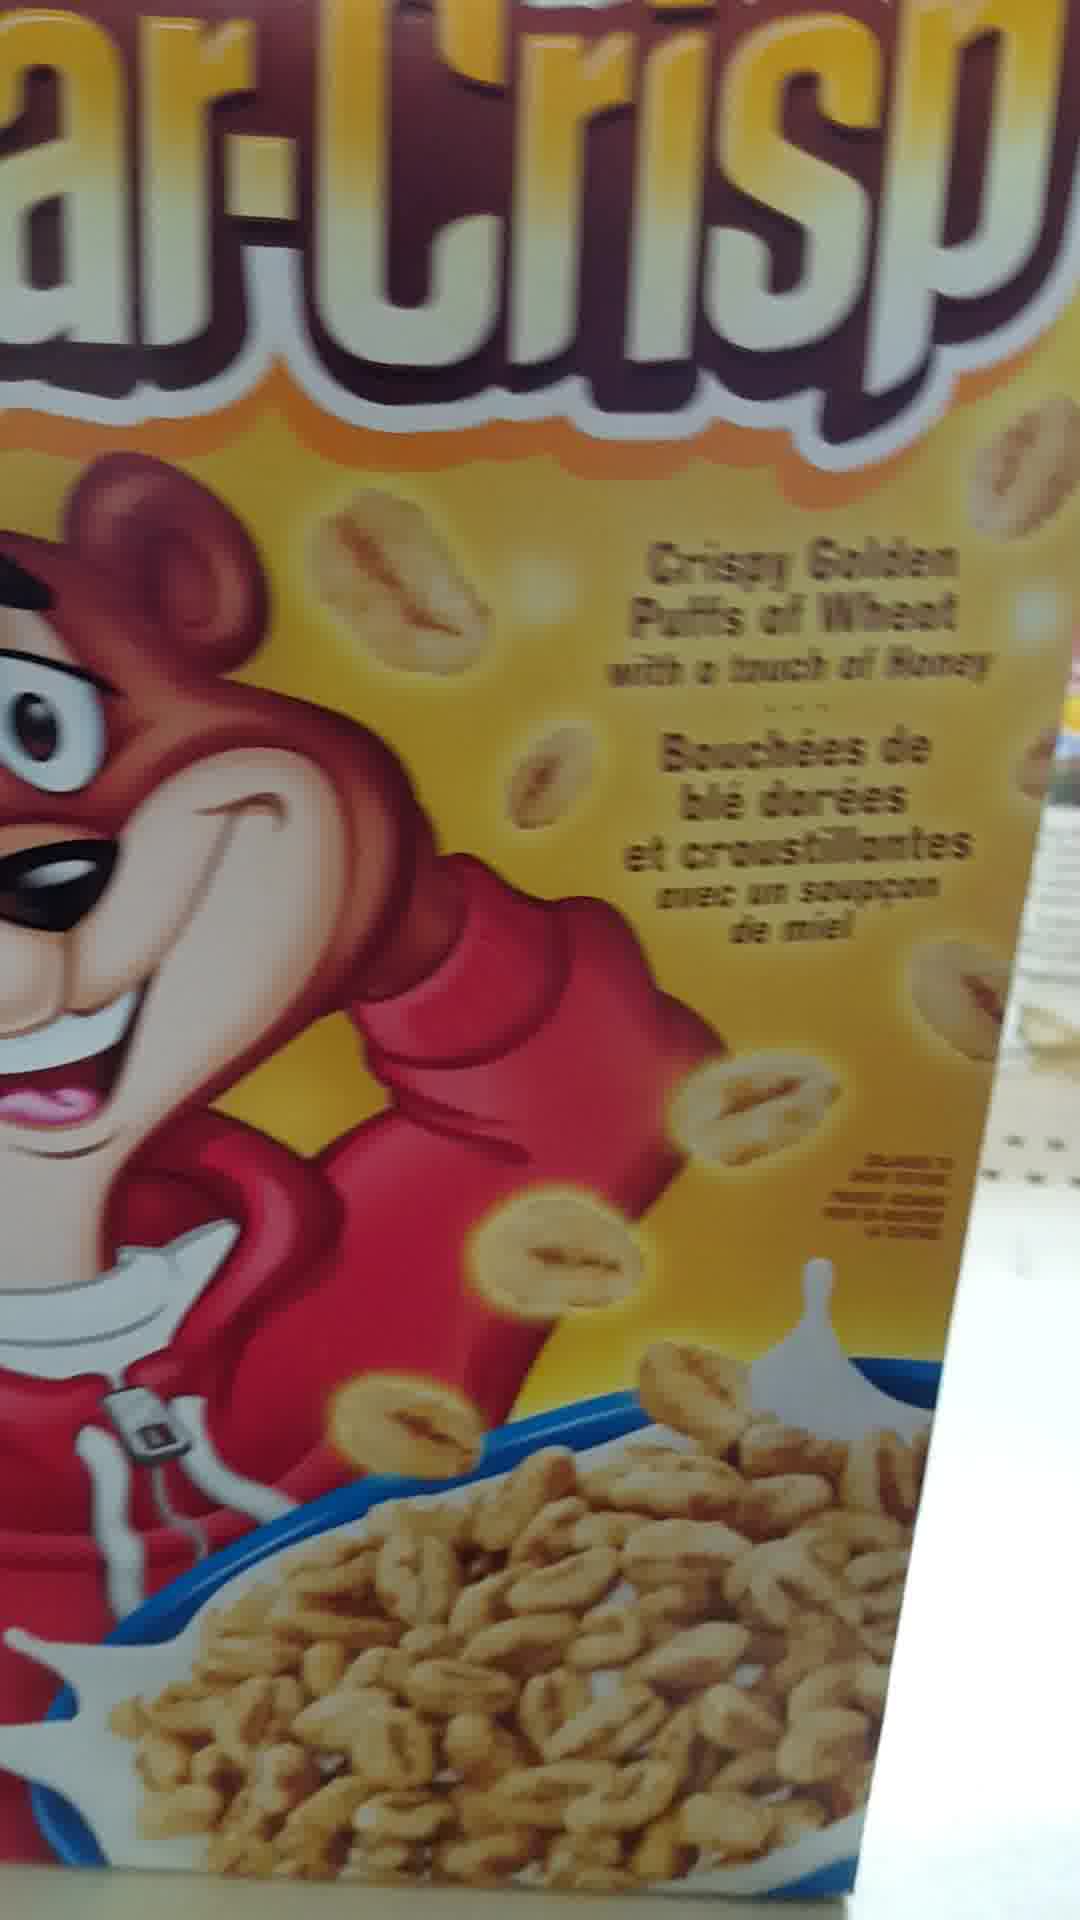 ar-Crisp
Crispy Golden
Puffs of Wheat
with a touch of Honey
Bouchées de
blé dorées
et croustillantes
avec un soupçon
de miel